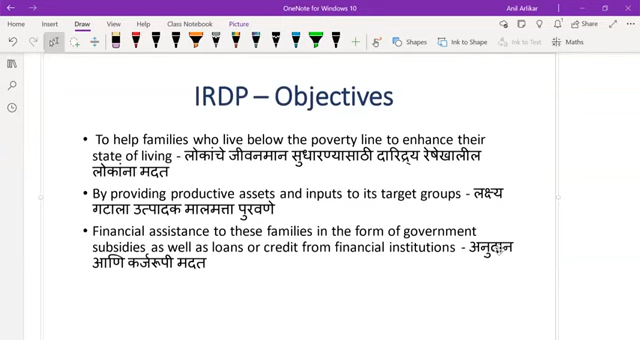 OneNote for Windows 10
Anil Arlikar
Home Insert Draw View Help Class Notebook Picture Share
Shapes Ink to Shape Ink to Text Maths
IRDP – Objectives
• To help families who live below the poverty line to enhance their
state of living - लोकांचे जीवनमान सुधारण्यासाठी दारिद्र्य रेषेखालील
लोकांना मदत
• By providing productive assets and inputs to its target groups - लक्ष्य
गटाला उत्पादक मालमत्ता पुरवणे
• Financial assistance to these families in the form of government
subsidies as well as loans or credit from financial institutions - अनुदान
आणि कर्जरूपी मदत